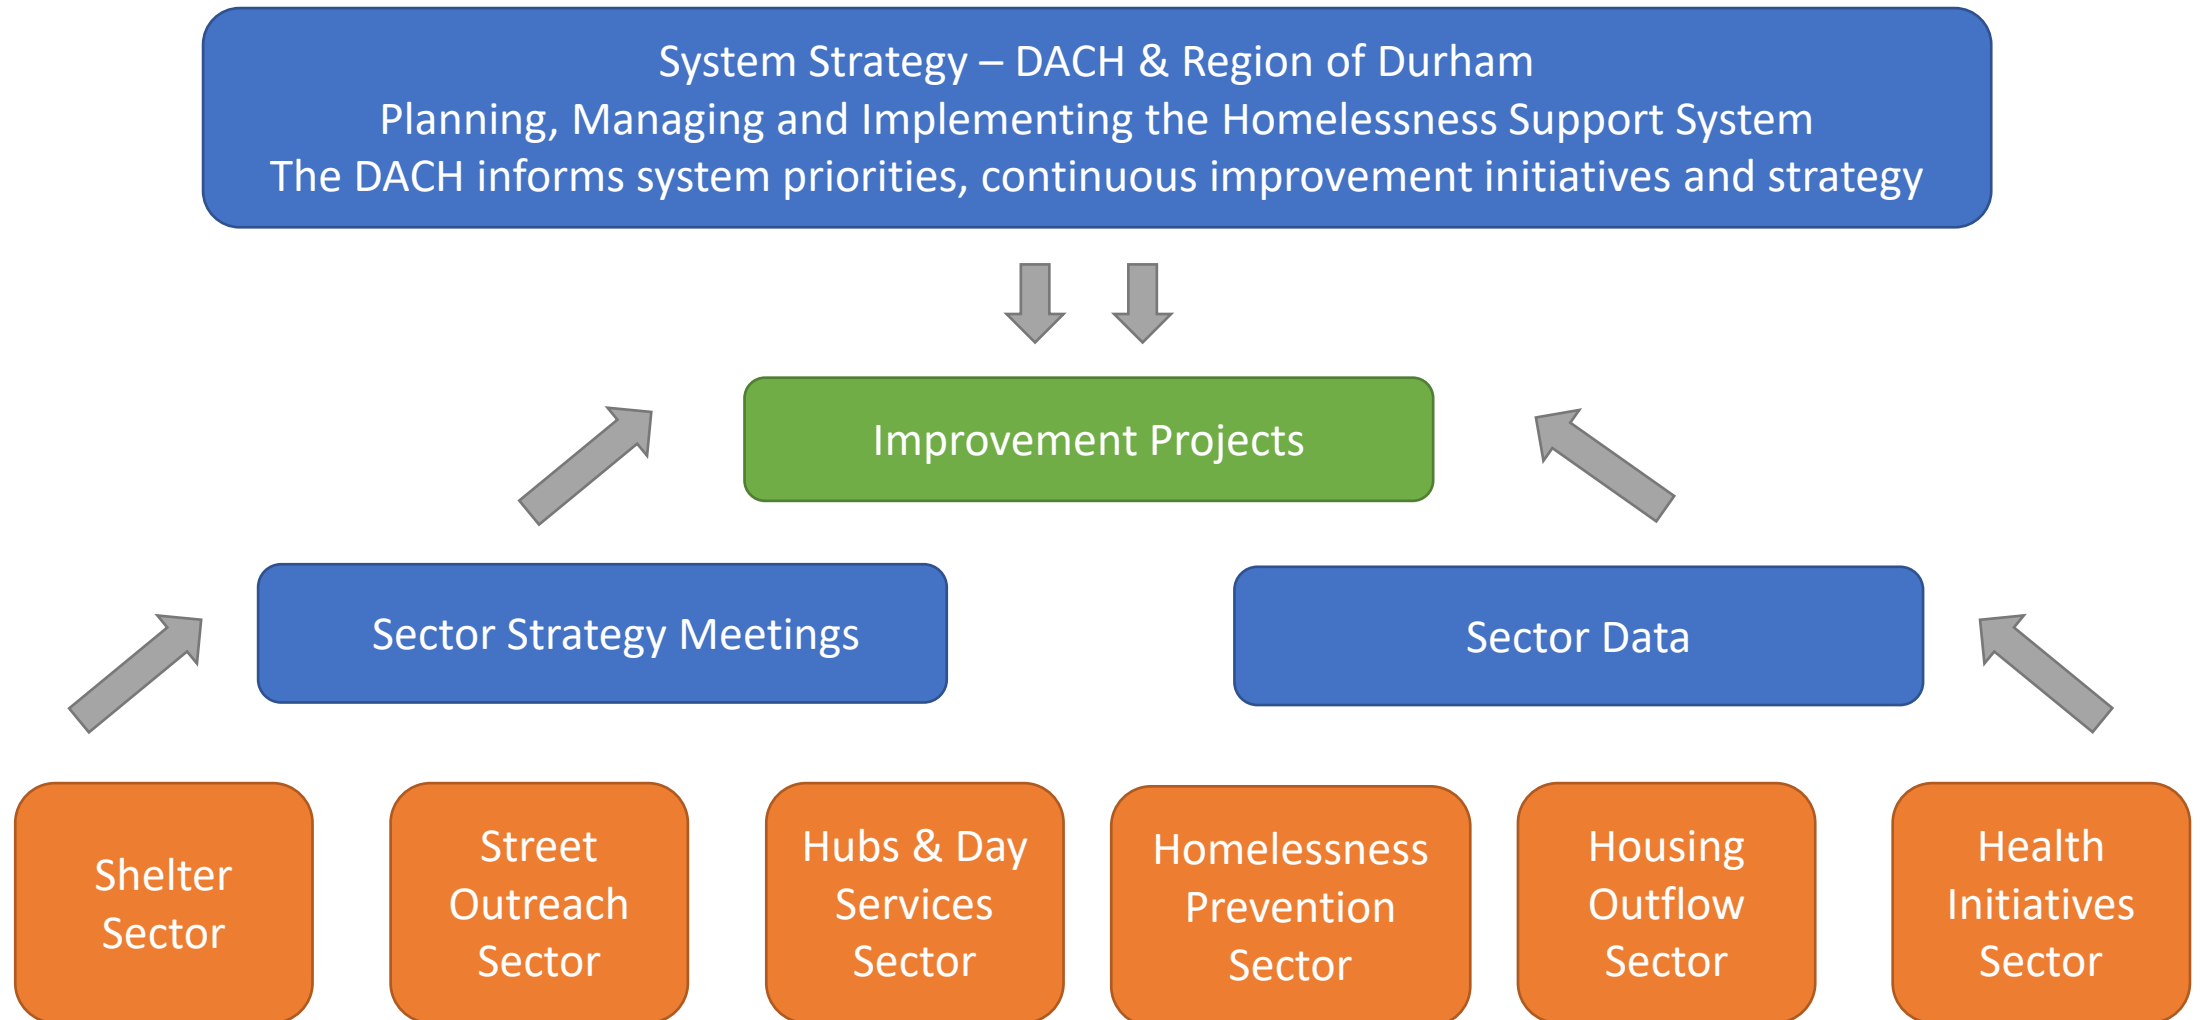 System Strategy – DACH & Region of Durham
Planning, Managing and Implementing the Homelessness Support System
The DACH informs system priorities, continuous improvement initiatives and strategy
Improvement Projects
Sector Strategy Meetings
Sector Data
Shelter
Sector
Street
Outreach
Sector
Hubs & Day
Services
Sector
Homelessness
Prevention
Sector
Housing
Outflow
Sector
Health
Initiatives
Sector